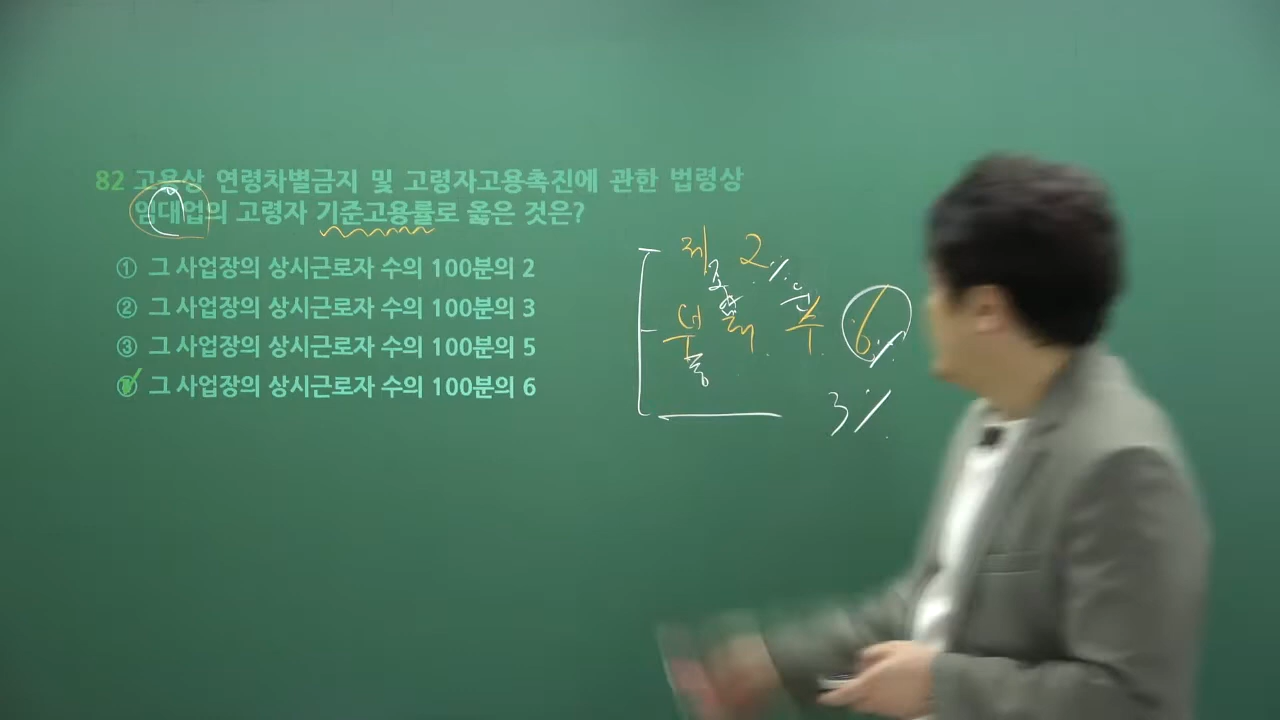 82 고용상 연령차별금지 및 고령자고용촉진에 관한 법령상
임대업의 고령자 기준고용률로 옳은 것은?
① 그 사업장의 상시근로자 수의 100분의 2
② 그 사업장의 상시근로자 수의 100분의 3
③ 그 사업장의 상시근로자 수의 100분의 5
④ 그 사업장의 상시근로자 수의 100분의 6
제 2%
조
부 운 6%
동
3%